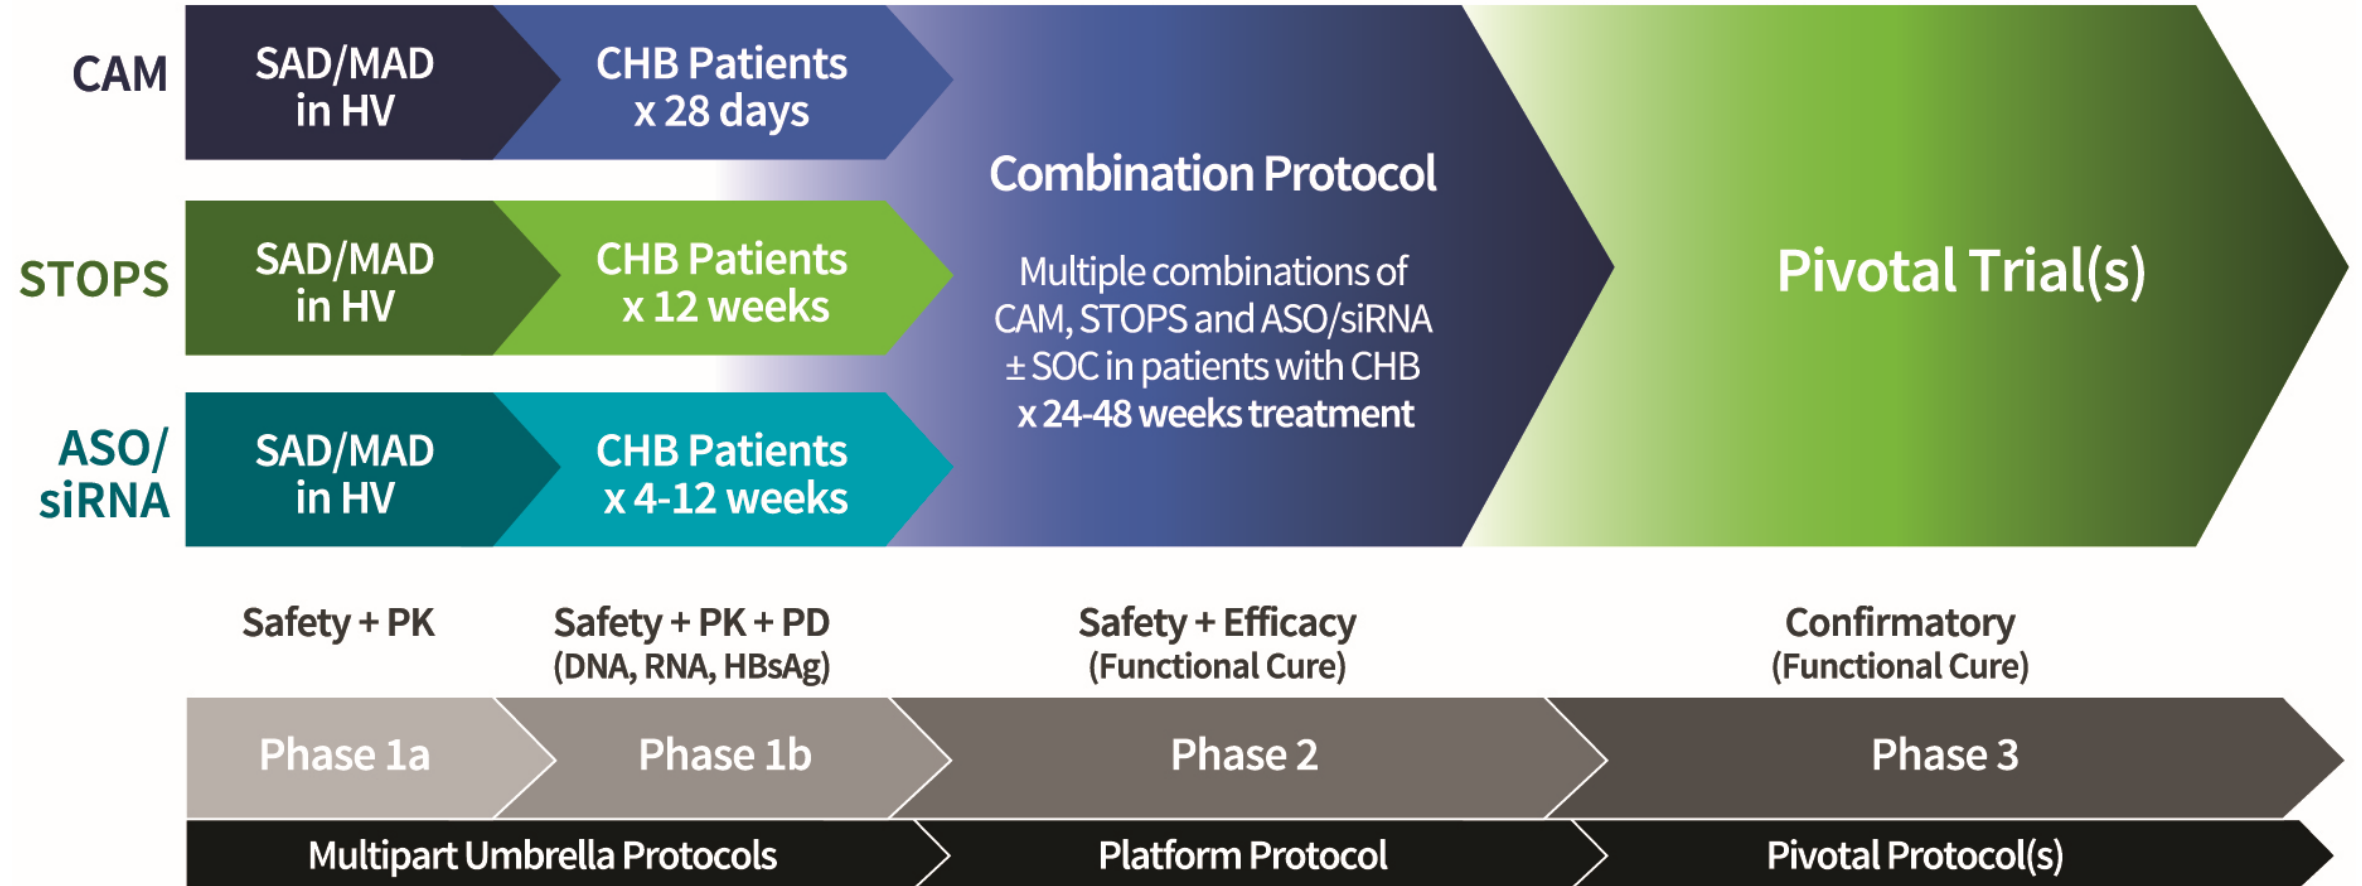 CAM
SAD/MAD
in HV
CHB Patients
x 28 days
STOPS
SAD/MAD
in HV
CHB Patients
x 12 weeks
ASO/
siRNA
SAD/MAD
in HV
CHB Patients
x 4-12 weeks
Combination Protocol
Multiple combinations of
CAM, STOPS and ASO/siRNA
± SOC in patients with CHB
x 24-48 weeks treatment
Pivotal Trial(s)
Safety + PK
Safety + PK + PD
(DNA, RNA, HBsAg)
Safety + Efficacy
(Functional Cure)
Confirmatory
(Functional Cure)
Phase 1a
Phase 1b
Phase 2
Phase 3
Multipart Umbrella Protocols
Platform Protocol
Pivotal Protocol(s)